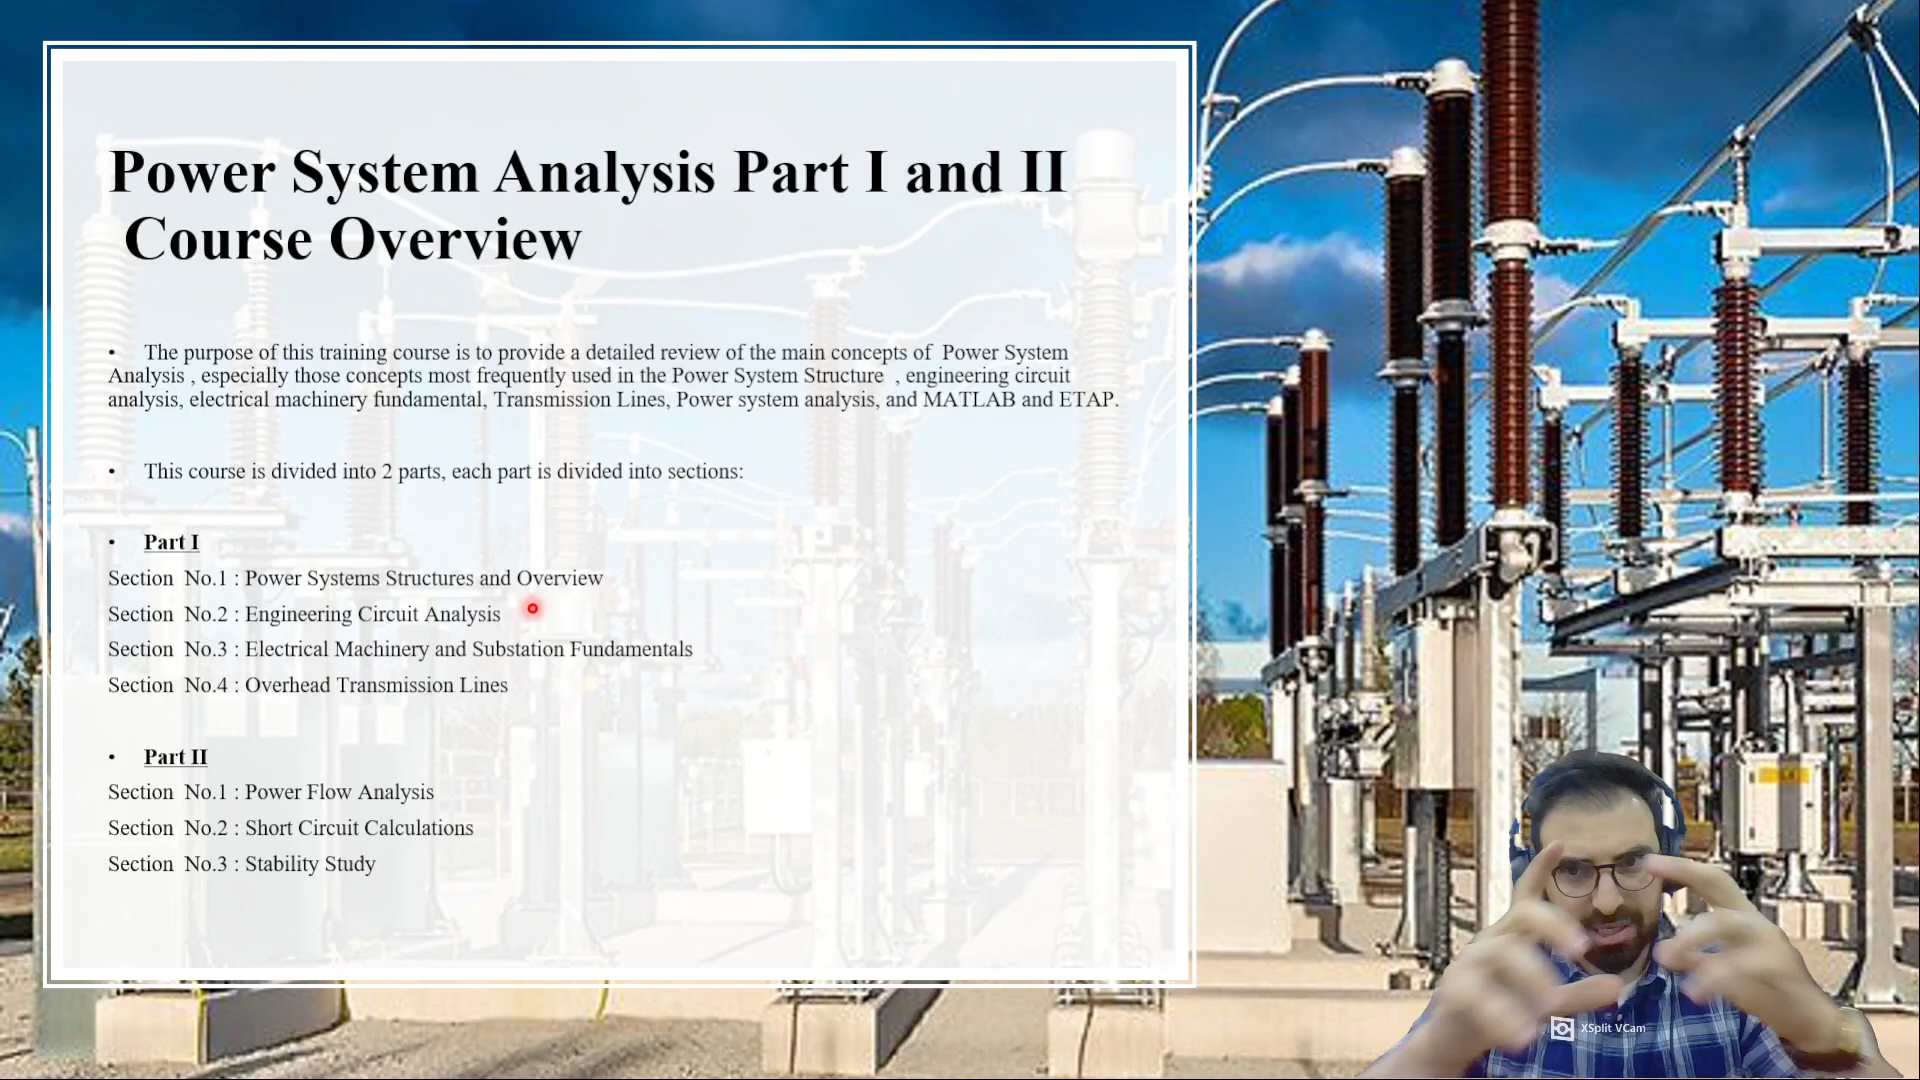 Power System Analysis Part I and II
Course Overview
• The purpose of this training course is to provide a detailed review of the main concepts of Power System
Analysis , especially those concepts most frequently used in the Power System Structure , engineering circuit
analysis, electrical machinery fundamental, Transmission Lines, Power system analysis, and MATLAB and ETAP.
• This course is divided into 2 parts, each part is divided into sections:
• Part I
Section No.1 : Power Systems Structures and Overview
Section No.2 : Engineering Circuit Analysis
Section No.3 : Electrical Machinery and Substation Fundamentals
Section No.4 : Overhead Transmission Lines
• Part II
Section No.1 : Power Flow Analysis
Section No.2 : Short Circuit Calculations
Section No.3 : Stability Study
XSplit VCam